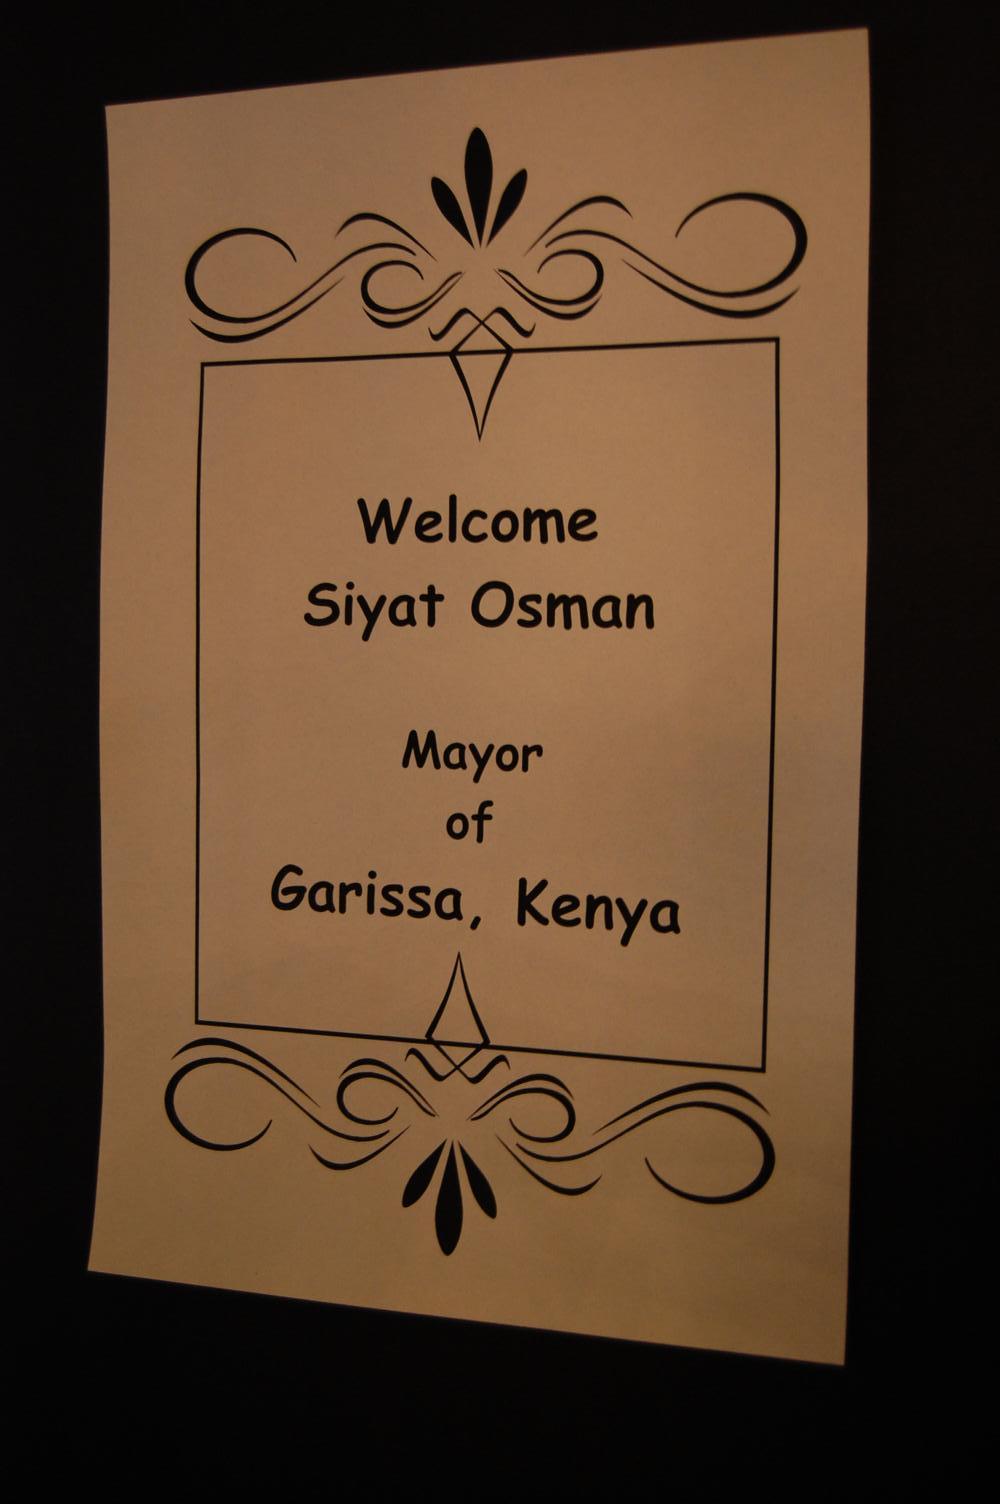 Welcome
Siyat Osman
Mayor
of
Garissa, Kenya